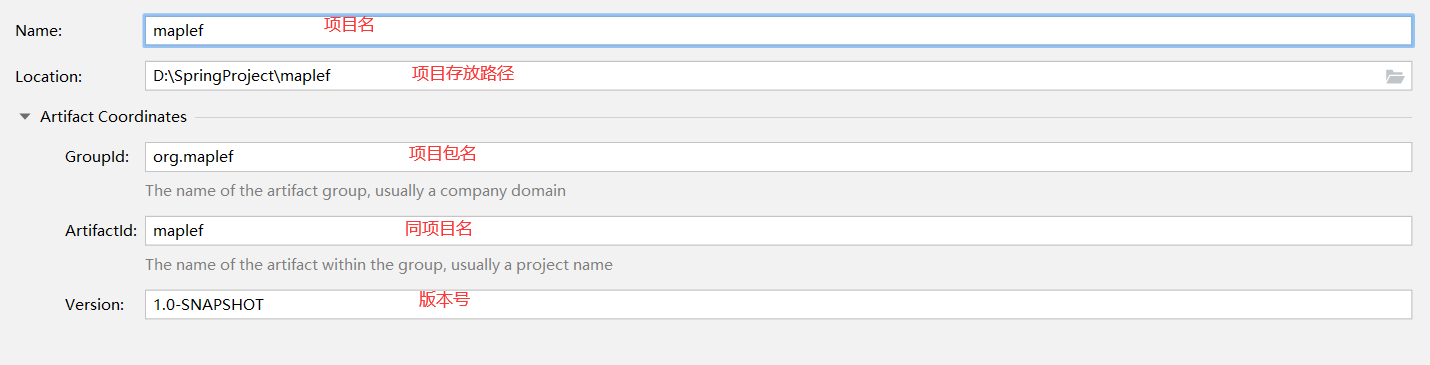 Name: maplef 项目名
Location: D:\SpringProject\maplef 项目存放路径
Artifact Coordinates
GroupId: org.maplef 项目包名
The name of the artifact group, usually a company domain
ArtifactId: maplef 同项目名
The name of the artifact within the group, usually a project name
Version: 1.0-SNAPSHOT 版本号